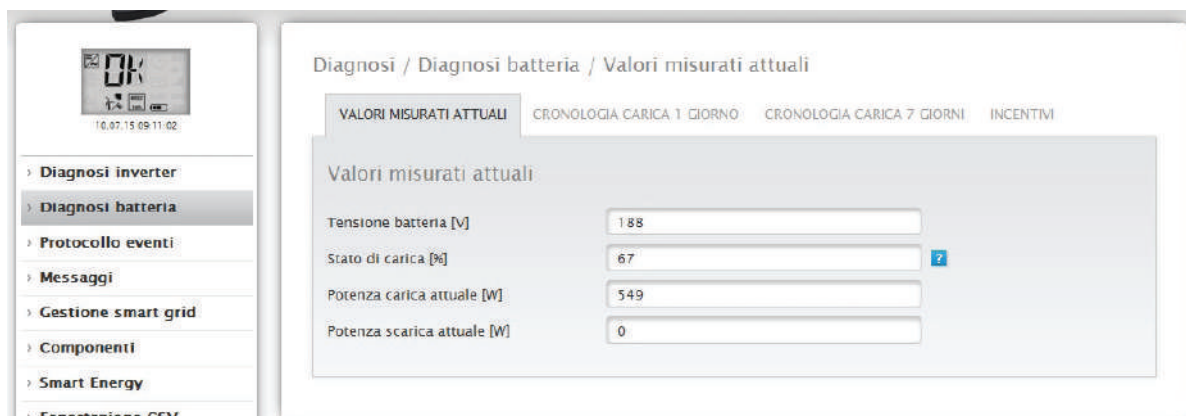 OK
10.07.15 09:11:02
› Diagnosi inverter
› Diagnosi batteria
› Protocollo eventi
› Messaggi
› Gestione smart grid
› Componenti
› Smart Energy
Diagnosi / Diagnosi batteria / Valori misurati attuali
VALORI MISURATI ATTUALI CRONOLOGIA CARICA 1 GIORNO CRONOLOGIA CARICA 7 GIORNI INCENTIVI
Valori misurati attuali
Tensione batteria [V] 188
Stato di carica [%] 67 ?
Potenza carica attuale [W] 549
Potenza scarica attuale [W] 0